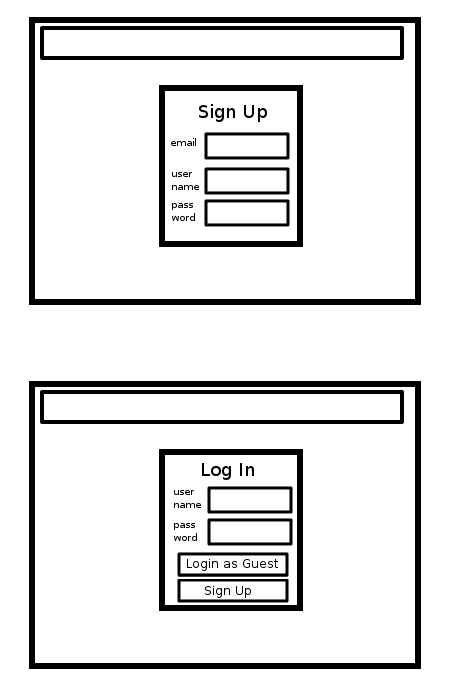 Sign Up
email
user
name
pass
word
Log In
user
name
pass
word
Login as Guest
Sign Up